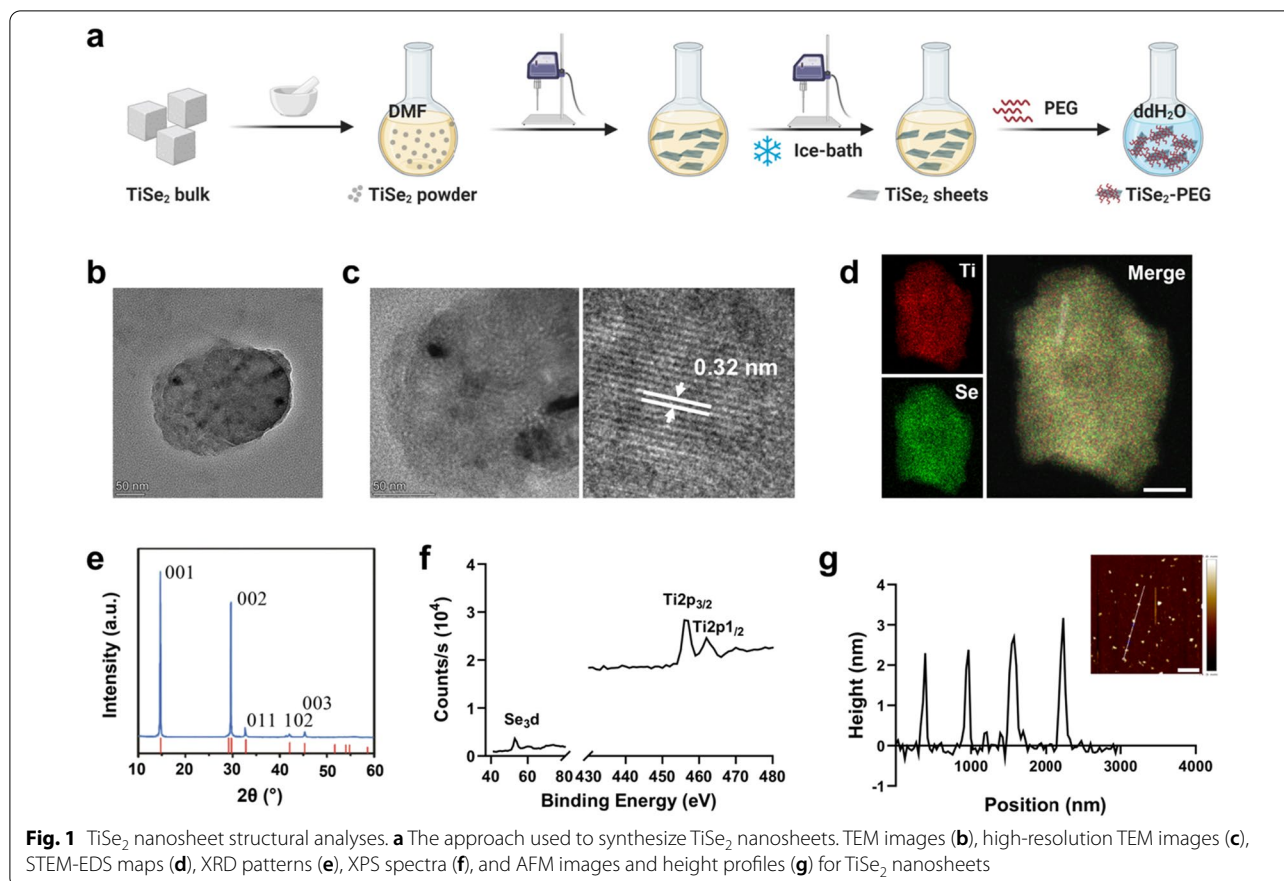 a
DMF
PEG
ddH₂O
Ice-bath
TiSe₂ bulk
TiSe₂ powder
TiSe₂ sheets
TiSe₂-PEG
b
50 nm
c
50 nm
0.32 nm
d
Ti
Se
Merge
e
Intensity (a.u.)
001
002
011
102
003
10 20 30 40 50 60
2θ (°)
f
Counts/s (10⁴)
4
3
2
1
0
Se₃d
Ti2p₃/₂
Ti2p1/₂
40 60 80 430 440 450 460 470 480
Binding Energy (eV)
g
Height (nm)
4
3
2
1
0
-1
1000 2000 3000 4000
Position (nm)
Fig. 1 TiSe₂ nanosheet structural analyses. a The approach used to synthesize TiSe₂ nanosheets. TEM images (b), high-resolution TEM images (c),
STEM-EDS maps (d), XRD patterns (e), XPS spectra (f), and AFM images and height profiles (g) for TiSe₂ nanosheets